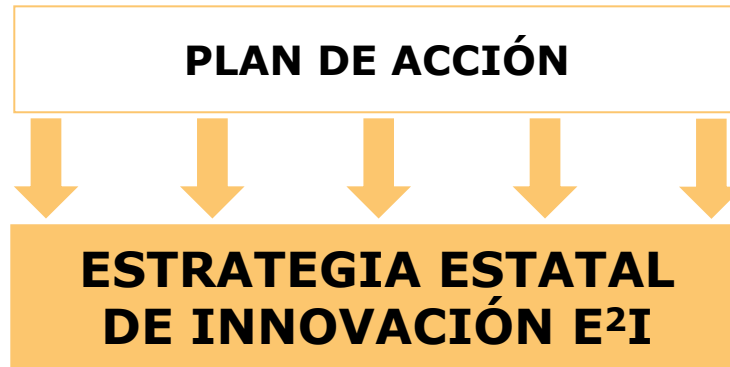 PLAN DE ACCIÓN
ESTRATEGIA ESTATAL
DE INNOVACIÓN E²I